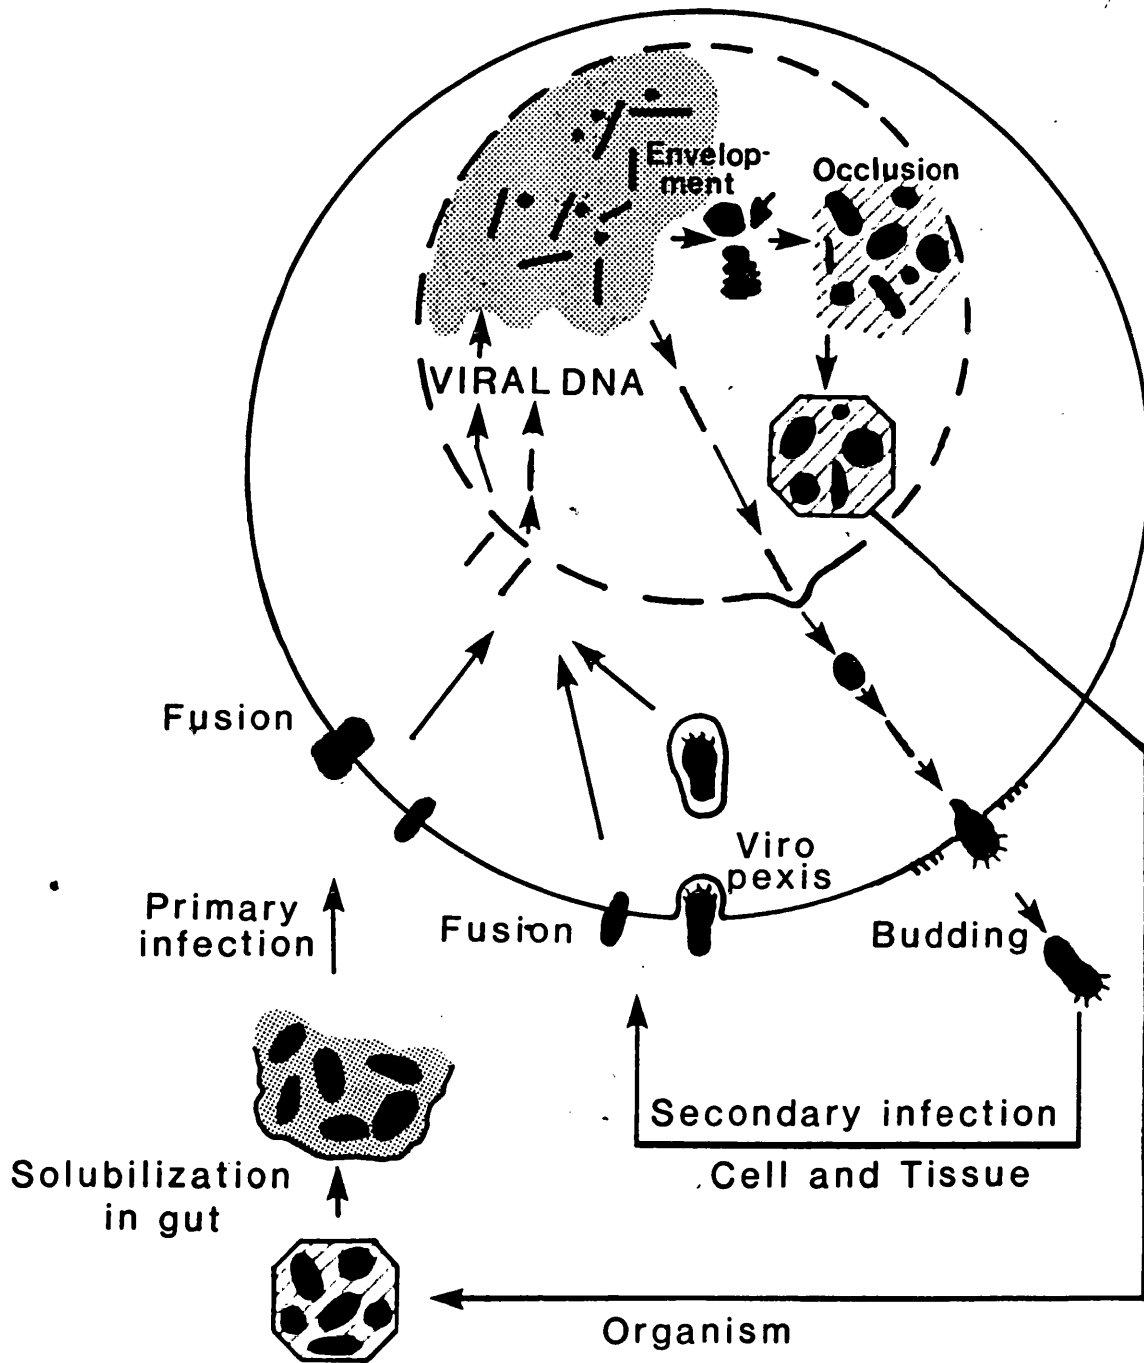 Envelop-
ment
Occlusion
VIRAL DNA
Fusion
Viro
pexis
Primary
infection
Fusion
Budding
Secondary infection
Cell and Tissue
Solubilization
in gut
Organism